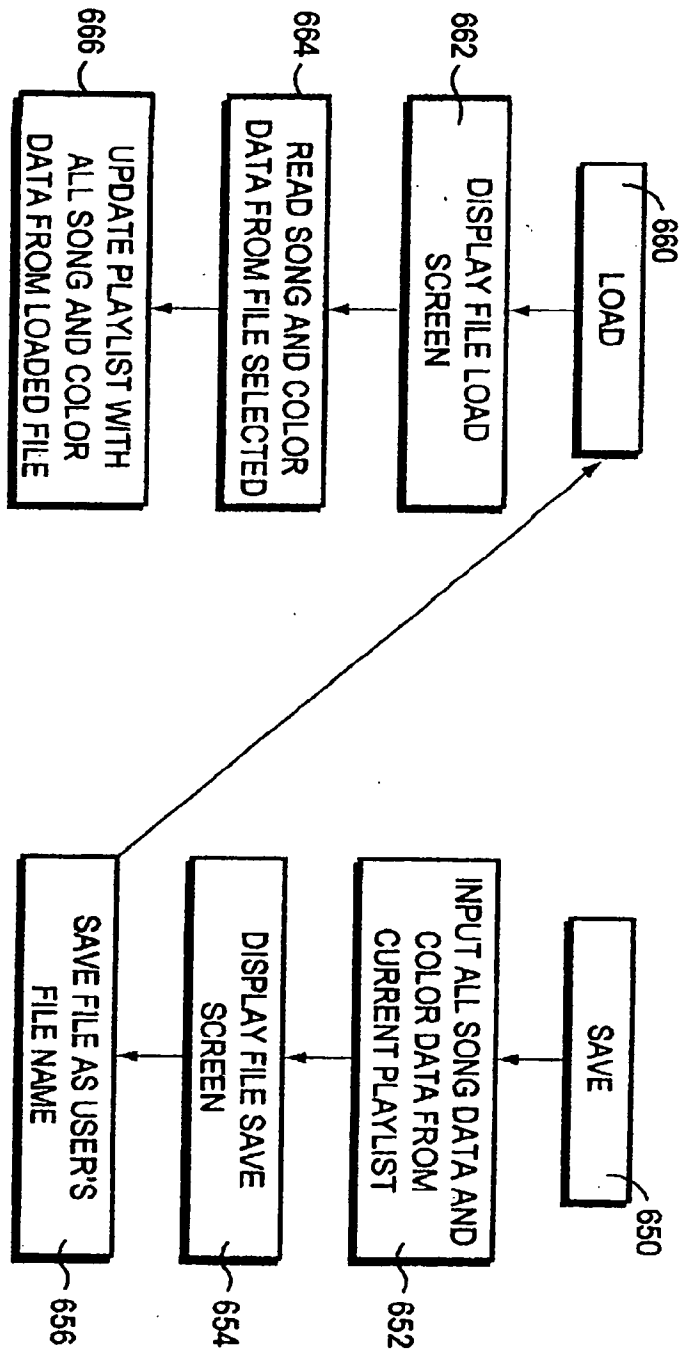 660
LOAD
662
DISPLAY FILE LOAD
SCREEN
664
READ SONG AND COLOR
DATA FROM FILE SELECTED
666
UPDATE PLAYLIST WITH
ALL SONG AND COLOR
DATA FROM LOADED FILE
SAVE
650
INPUT ALL SONG DATA AND
COLOR DATA FROM
CURRENT PLAYLIST
652
DISPLAY FILE SAVE
SCREEN
654
SAVE FILE AS USER'S
FILE NAME
656